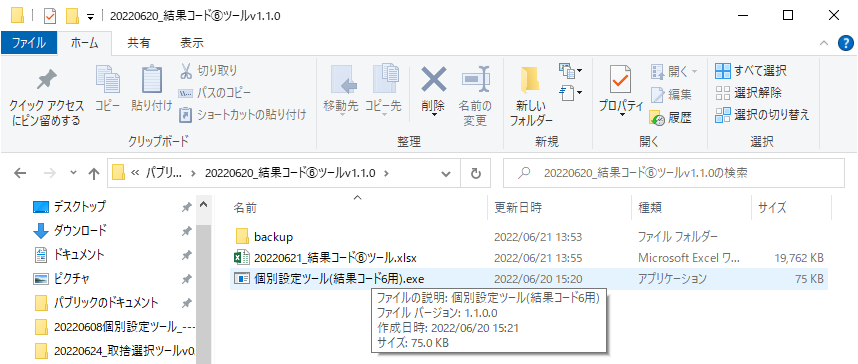 20220620_結果コード⑥ツールv1.1.0
ファイル ホーム 共有 表示
クイック アクセスにピン留めする
コピー
貼り付け
切り取り
パスのコピー
ショートカットの貼り付け
クリップボード
移動先
コピー先
削除
名前の変更
整理
新しいフォルダー
新規
プロパティ
開く
編集
履歴
開く
すべて選択
選択解除
選択の切り替え
選択
« パブリ... › 20220620_結果コード⑥ツールv1.1.0 ›
20220620_結果コード⑥ツールv1.1.0の検索
デスクトップ
ダウンロード
ドキュメント
ピクチャ
パブリックのドキュメント
20220608個別設定ツール_---
20220624_取捨選択ツールv0
名前 更新日時 種類 サイズ
backup 2022/06/21 13:53 ファイル フォルダー
20220621_結果コード⑥ツール.xlsx 2022/06/21 13:55 Microsoft Excel ワ... 19,762 KB
個別設定ツール(結果コード6用).exe 2022/06/20 15:20 アプリケーション 75 KB
ファイルの説明: 個別設定ツール(結果コード6用)
ファイル バージョン: 1.1.0.0
作成日時: 2022/06/20 15:21
サイズ: 75.0 KB